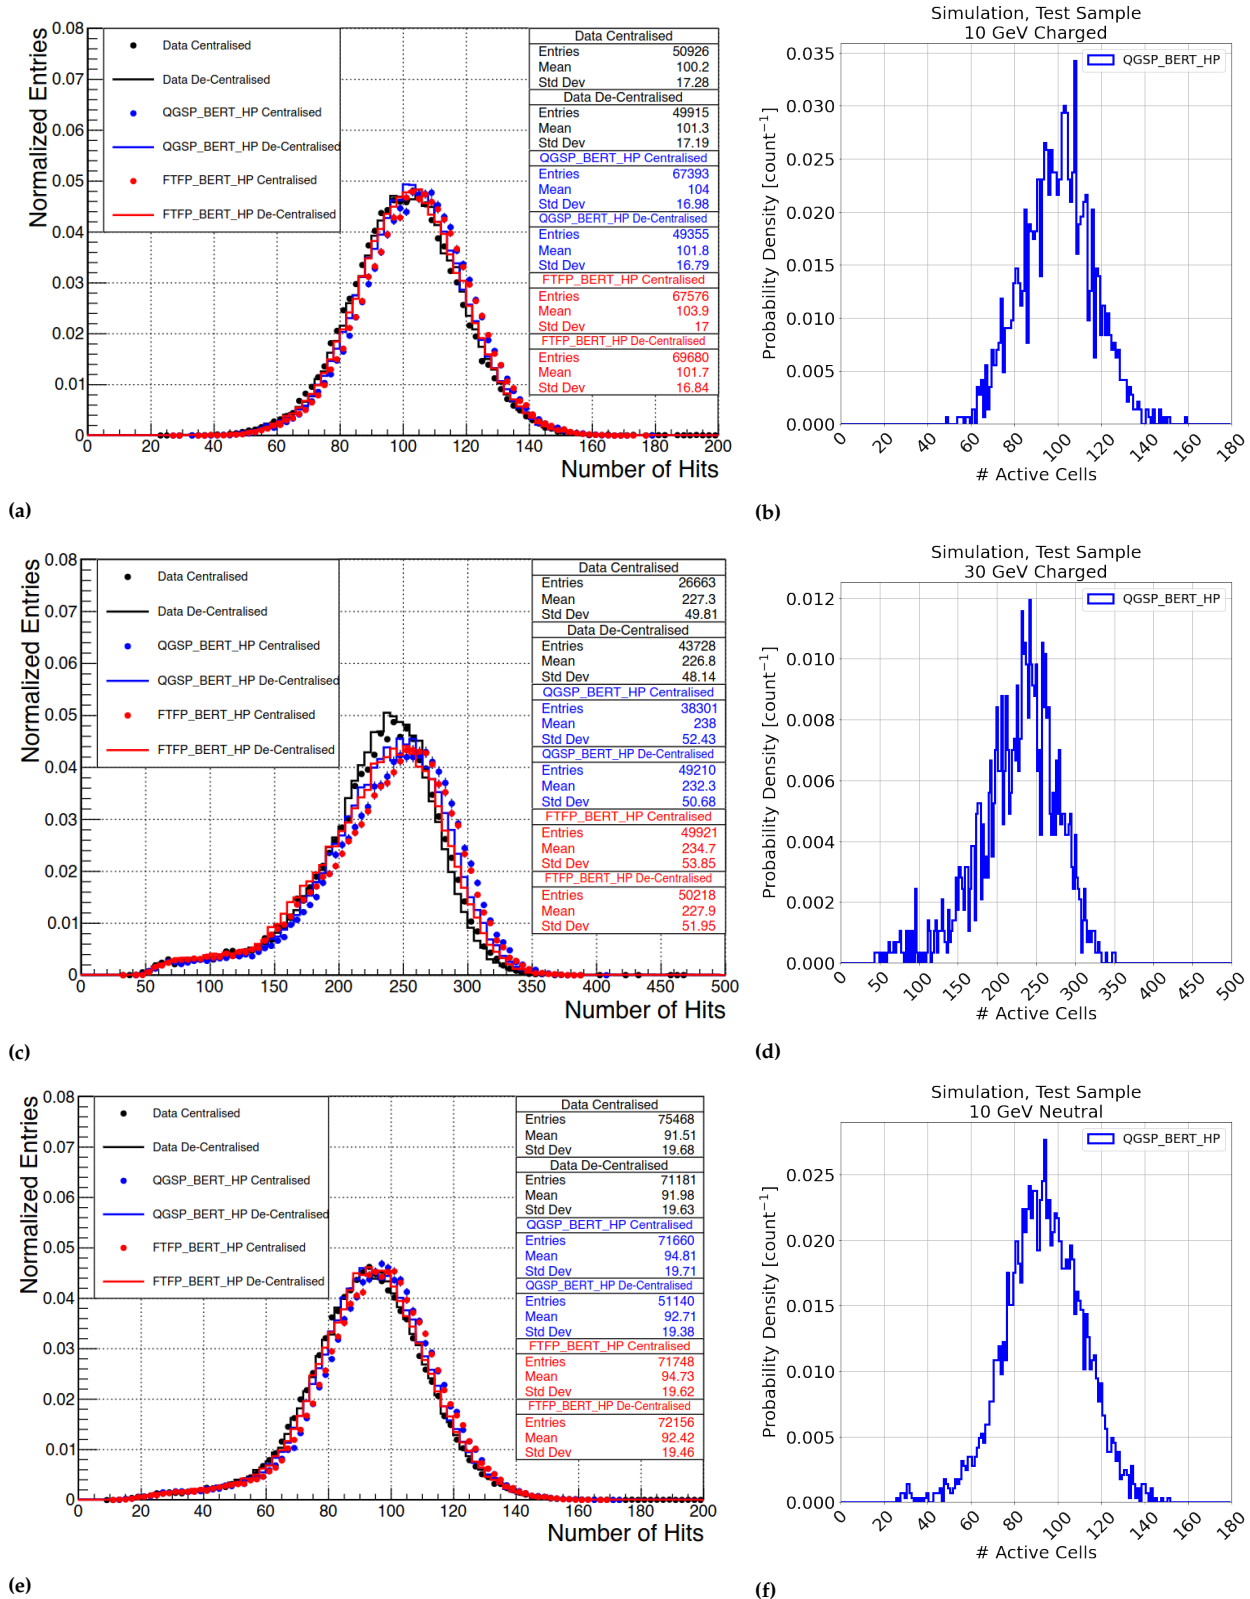 0.08
0.07
0.06
0.05
0.04
0.03
0.02
0.01
0
Normalized Entries
Data Centralised
Data De-Centralised
QGSP_BERT_HP Centralised
QGSP_BERT_HP De-Centralised
FTFP_BERT_HP Centralised
FTFP_BERT_HP De-Centralised
Data Centralised
Entries 50926
Mean 100.2
Std Dev 17.28
Data De-Centralised
Entries 49915
Mean 101.3
Std Dev 17.19
QGSP_BERT_HP Centralised
Entries 67393
Mean 104
Std Dev 16.98
QGSP_BERT_HP De-Centralised
Entries 49355
Mean 101.8
Std Dev 16.79
FTFP_BERT_HP Centralised
Entries 67576
Mean 103.9
Std Dev 17
FTFP_BERT_HP De-Centralised
Entries 69680
Mean 101.7
Std Dev 16.84
0 20 40 60 80 100 120 140 160 180 200
Number of Hits
(a)
Simulation, Test Sample
10 GeV Charged
QGSP_BERT_HP
0.035
0.030
0.025
0.020
0.015
0.010
0.005
0.000
Probability Density [count⁻¹]
0 20 40 60 80 100 120 140 160 180
# Active Cells
(b)
0.08
0.07
0.06
0.05
0.04
0.03
0.02
0.01
0
Normalized Entries
Data Centralised
Data De-Centralised
QGSP_BERT_HP Centralised
QGSP_BERT_HP De-Centralised
FTFP_BERT_HP Centralised
FTFP_BERT_HP De-Centralised
Data Centralised
Entries 26663
Mean 227.3
Std Dev 49.81
Data De-Centralised
Entries 43728
Mean 226.8
Std Dev 48.14
QGSP_BERT_HP Centralised
Entries 38301
Mean 238
Std Dev 52.43
QGSP_BERT_HP De-Centralised
Entries 49210
Mean 232.3
Std Dev 50.68
FTFP_BERT_HP Centralised
Entries 49921
Mean 234.7
Std Dev 53.85
FTFP_BERT_HP De-Centralised
Entries 50218
Mean 227.9
Std Dev 51.95
0 50 100 150 200 250 300 350 400 450 500
Number of Hits
(c)
Simulation, Test Sample
30 GeV Charged
QGSP_BERT_HP
0.012
0.010
0.008
0.006
0.004
0.002
0.000
Probability Density [count⁻¹]
0 50 100 150 200 250 300 350 400 450 500
# Active Cells
(d)
0.08
0.07
0.06
0.05
0.04
0.03
0.02
0.01
0
Normalized Entries
Data Centralised
Data De-Centralised
QGSP_BERT_HP Centralised
QGSP_BERT_HP De-Centralised
FTFP_BERT_HP Centralised
FTFP_BERT_HP De-Centralised
Data Centralised
Entries 75468
Mean 91.51
Std Dev 19.68
Data De-Centralised
Entries 71181
Mean 91.98
Std Dev 19.63
QGSP_BERT_HP Centralised
Entries 71660
Mean 94.81
Std Dev 19.71
QGSP_BERT_HP De-Centralised
Entries 51140
Mean 92.71
Std Dev 19.38
FTFP_BERT_HP Centralised
Entries 71748
Mean 94.73
Std Dev 19.62
FTFP_BERT_HP De-Centralised
Entries 72156
Mean 92.42
Std Dev 19.46
0 20 40 60 80 100 120 140 160 180 200
Number of Hits
(e)
Simulation, Test Sample
10 GeV Neutral
QGSP_BERT_HP
0.025
0.020
0.015
0.010
0.005
0.000
Probability Density [count⁻¹]
0 20 40 60 80 100 120 140 160 180
# Active Cells
(f)